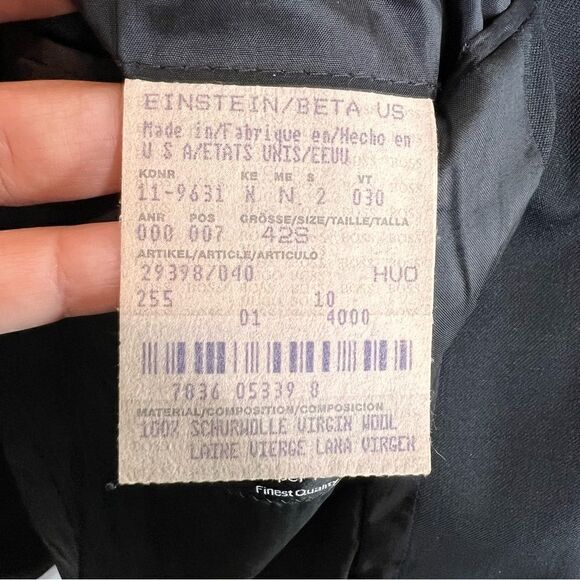 EINSTEIN/BETA US
Made in/Fabrique en/Hecho en
U S A/ETATS UNIS/EEUU
KDNR KE ME S VT
11-9631 X N 2 030
ANR POS GRÖSSE/SIZE/TAILLE/TALLA
000 007 42S
ARTIKEL/ARTICLE/ARTICULO
29398/040 HUO
255 10
01 4000
7836 05339 8
MATERIAL/COMPOSITION/COMPOSICION
100% SCHURWOLLE VIRGIN WOOL
LAINE VIERGE LANA VIRGEN
Finest Quality